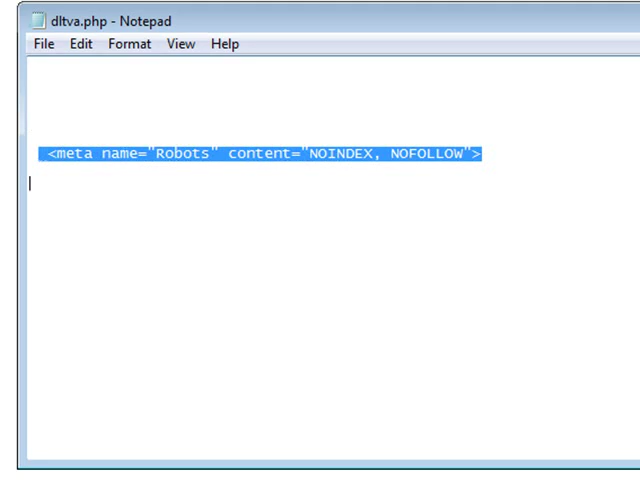 dltva.php - Notepad
File Edit Format View Help
<meta name="Robots" content="NOINDEX, NOFOLLOW">